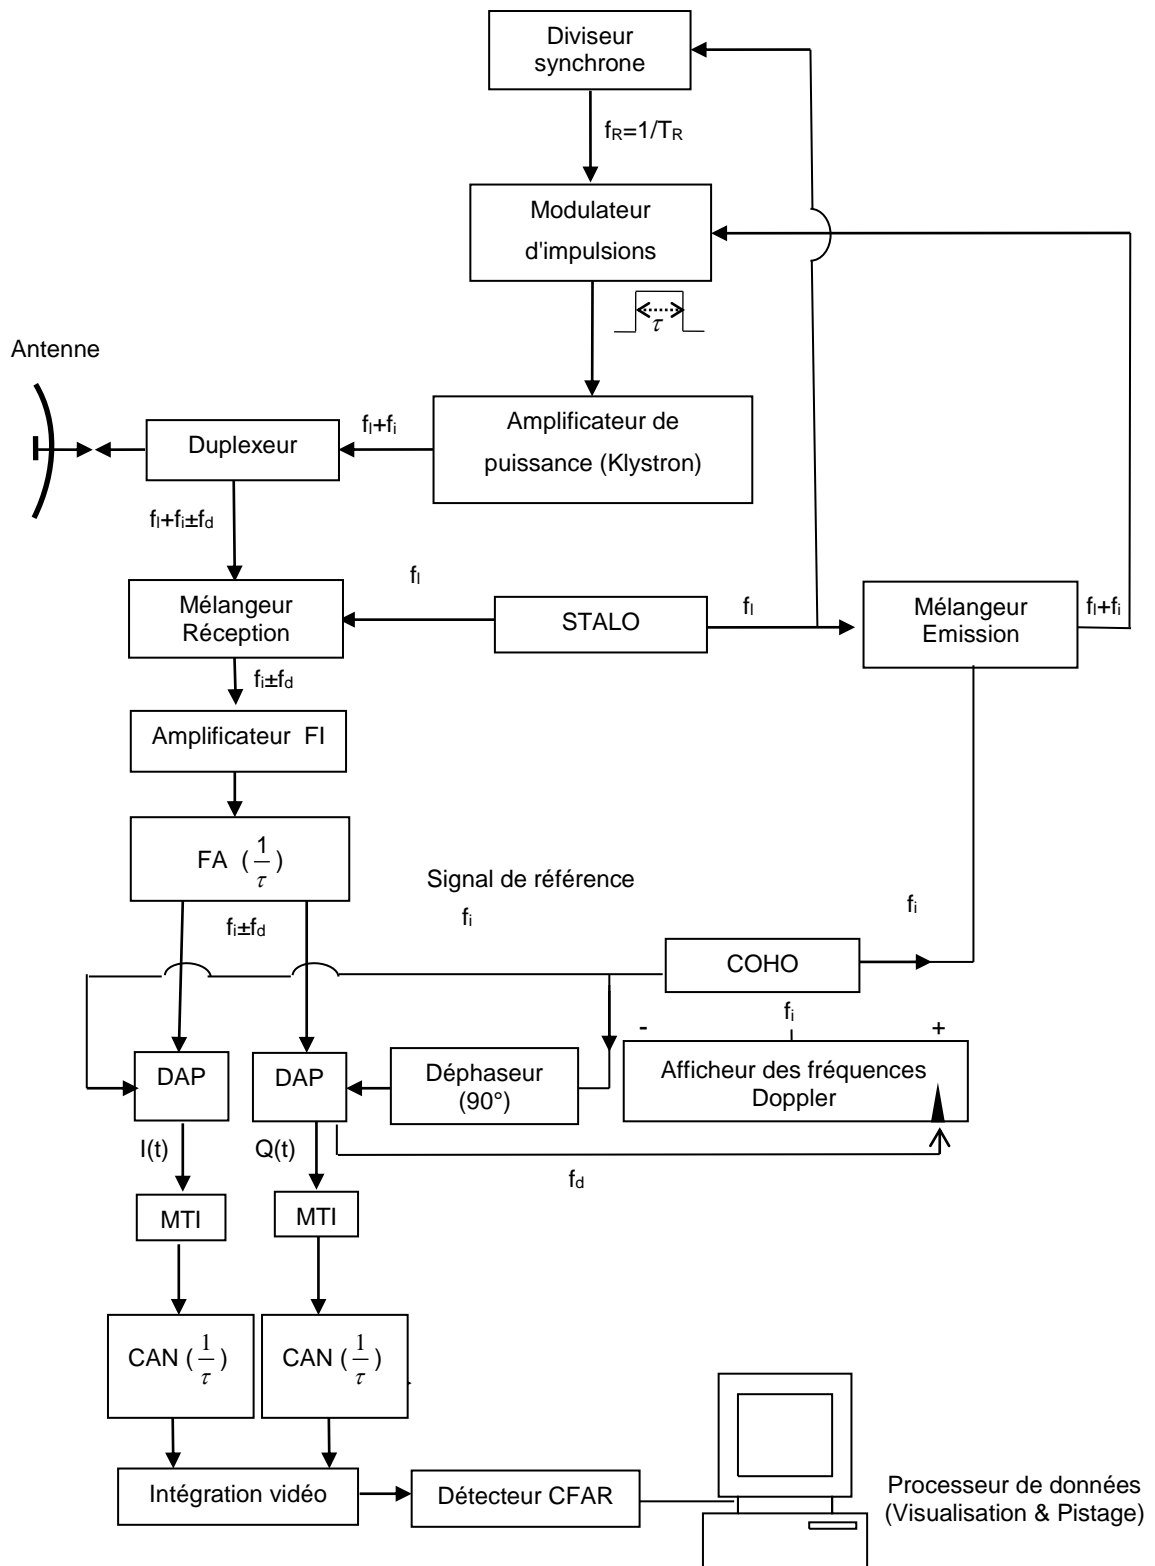 Diviseur
synchrone
fR=1/TR
Modulateur
d'impulsions
τ
Antenne
Amplificateur de
puissance (Klystron)
fl+fi
Duplexeur
fl+fi±fd
fl
Mélangeur
Réception
STALO
fl
Mélangeur
Emission
fl+fi
fi±fd
Amplificateur FI
FA (1/τ)
Signal de référence
fi
fi
fi±fd
COHO
fi
- +
DAP
DAP
Déphaseur
(90°)
Afficheur des fréquences
Doppler
I(t)
Q(t)
fd
MTI
MTI
CAN (1/τ)
CAN (1/τ)
Intégration vidéo
Détecteur CFAR
Processeur de données
(Visualisation & Pistage)